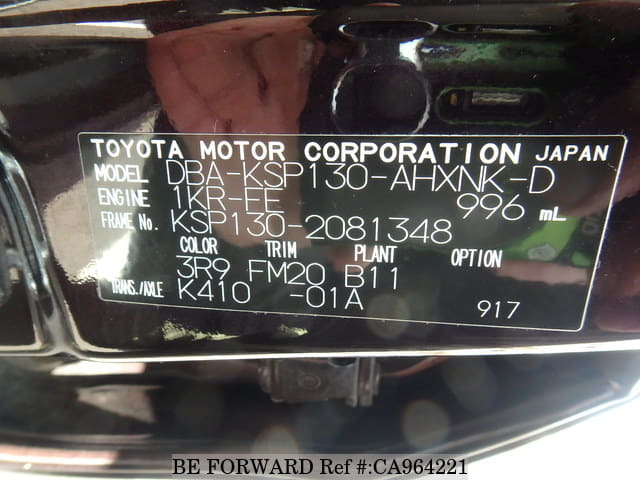 TOYOTA MOTOR CORPORATION JAPAN
MODEL DBA-KSP130-AHXNK-D
ENGINE 1KR-FE 996 mL
FRAME No. KSP130-2081348
COLOR TRIM PLANT OPTION
3R9 FM20 B11
TRANS./AXLE K410 -01A 917
BE FORWARD Ref #:CA964221